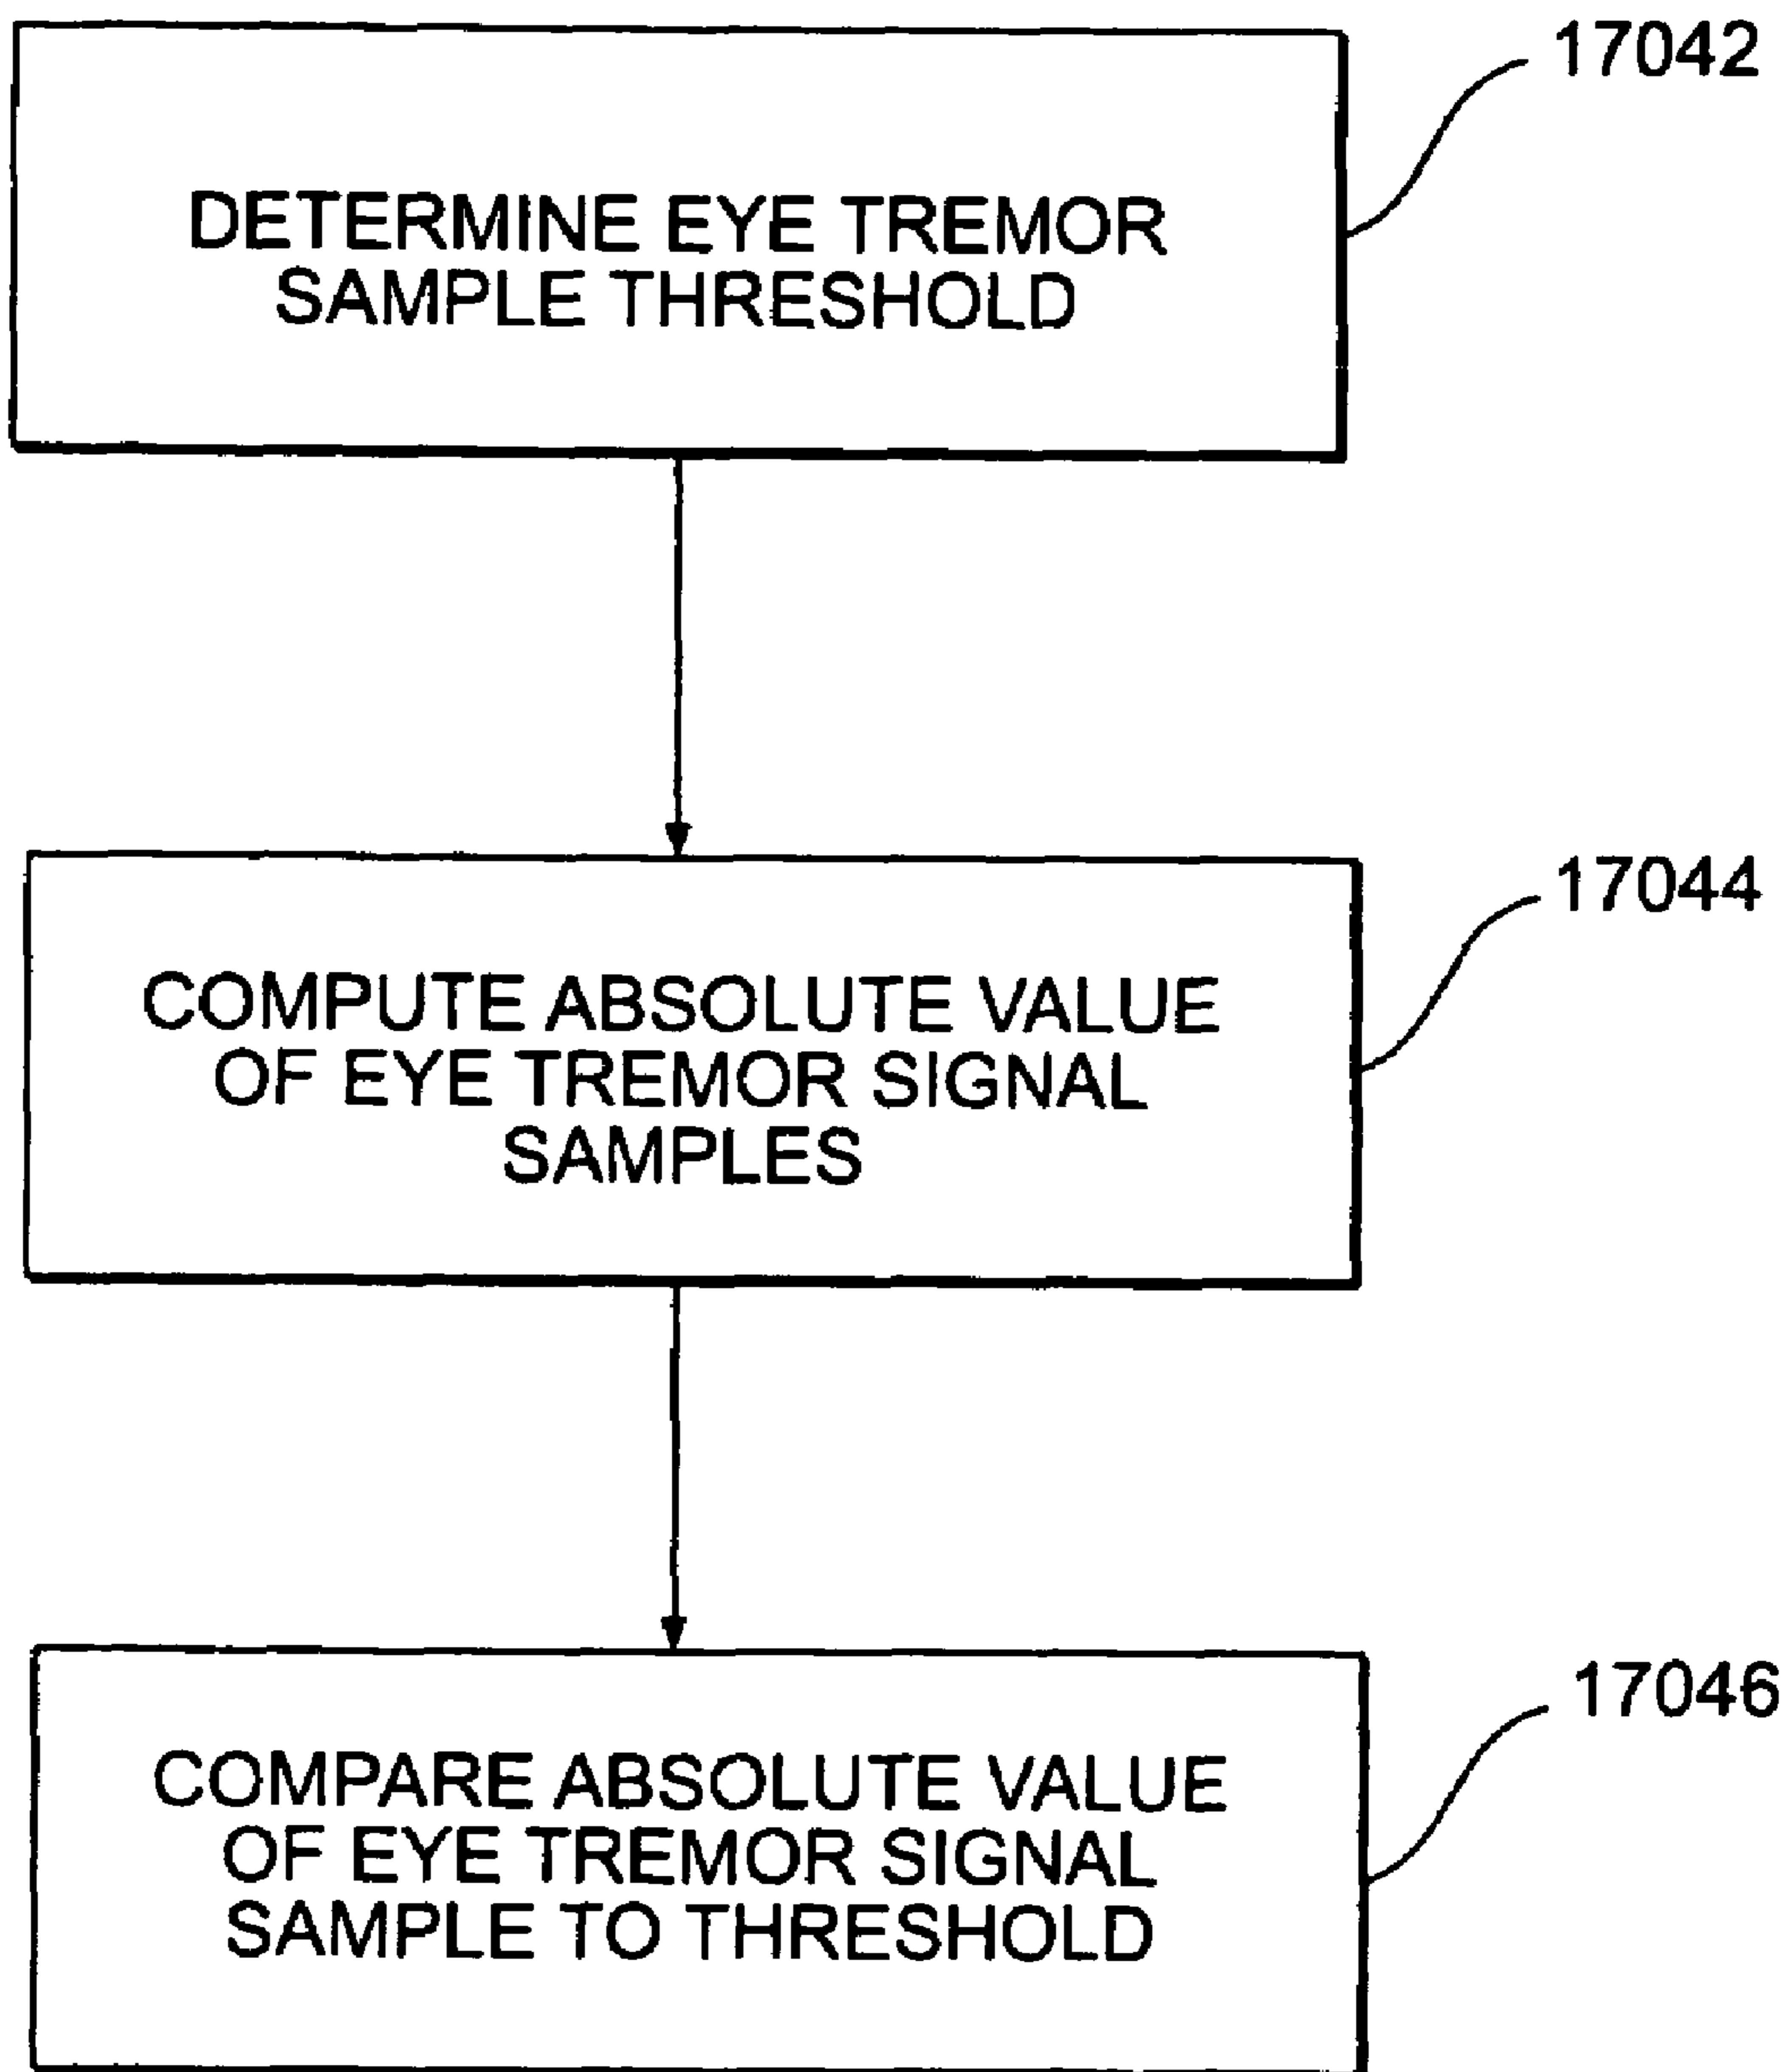 17042
DETERMINE EYE TREMOR
SAMPLE THRESHOLD
17044
COMPUTE ABSOLUTE VALUE
OF EYE TREMOR SIGNAL
SAMPLES
17046
COMPARE ABSOLUTE VALUE
OF EYE TREMOR SIGNAL
SAMPLE TO THRESHOLD